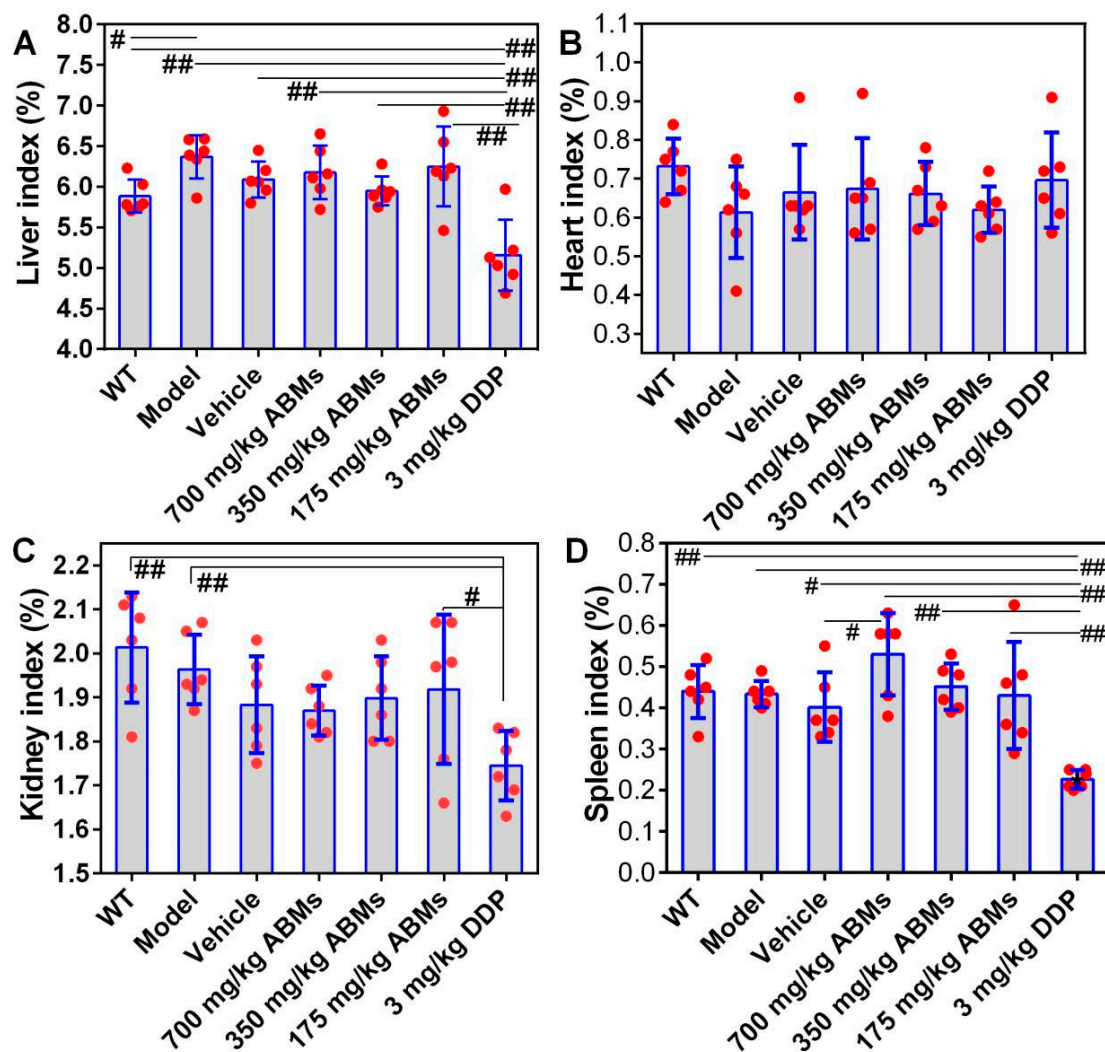 A
Liver index (%)
8.0
7.5
7.0
6.5
6.0
5.5
5.0
4.5
4.0
#
##
##
##
##
##
##
WT
Model
Vehicle
700 mg/kg ABMs
350 mg/kg ABMs
175 mg/kg ABMs
3 mg/kg DDP
B
Heart index (%)
1.1
1.0
0.9
0.8
0.7
0.6
0.5
0.4
0.3
WT
Model
Vehicle
700 mg/kg ABMs
350 mg/kg ABMs
175 mg/kg ABMs
3 mg/kg DDP
C
Kidney index (%)
2.2
2.1
2.0
1.9
1.8
1.7
1.6
1.5
##
##
#
WT
Model
Vehicle
700 mg/kg ABMs
350 mg/kg ABMs
175 mg/kg ABMs
3 mg/kg DDP
D
Spleen index (%)
0.8
0.7
0.6
0.5
0.4
0.3
0.2
0.1
0.0
##
##
#
##
##
#
##
WT
Model
Vehicle
700 mg/kg ABMs
350 mg/kg ABMs
175 mg/kg ABMs
3 mg/kg DDP